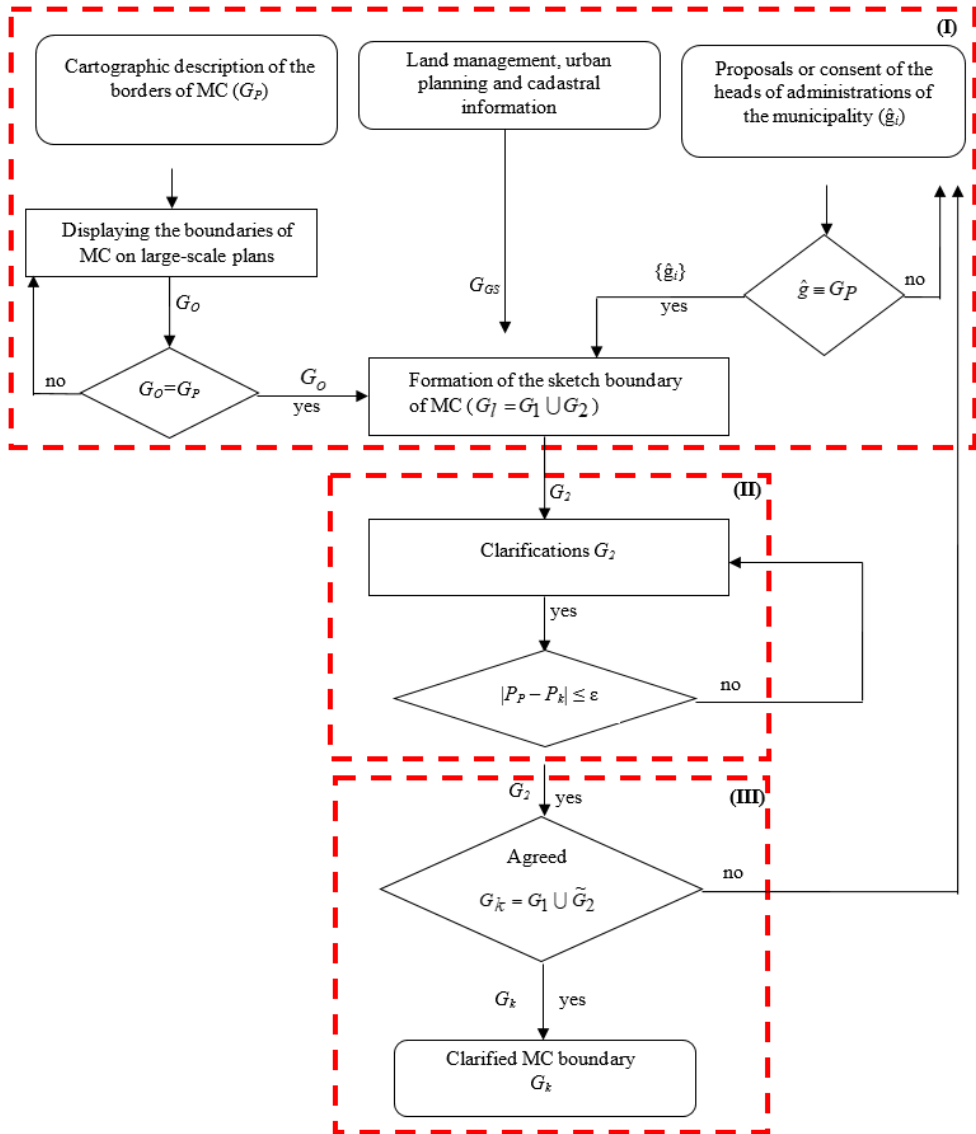 (I)
Cartographic description of the
borders of MC (G_P)
Land management, urban
planning and cadastral
information
Proposals or consent of the
heads of administrations of
the municipality (ĝ_i)
Displaying the boundaries of
MC on large-scale plans
G_O
no
G_O=G_P
G_O
yes
G_GS
{ĝ_i}
yes
ĝ ≡ G_P
no
Formation of the sketch boundary
of MC (G_l = G_1 ∪ G_2)
(II)
G_2
Clarifications G_2
yes
|P_P – P_k| ≤ ε
no
(III)
G_2
yes
Agreed
G_k = G_1 ∪ G̃_2
no
G_k
yes
Clarified MC boundary
G_k